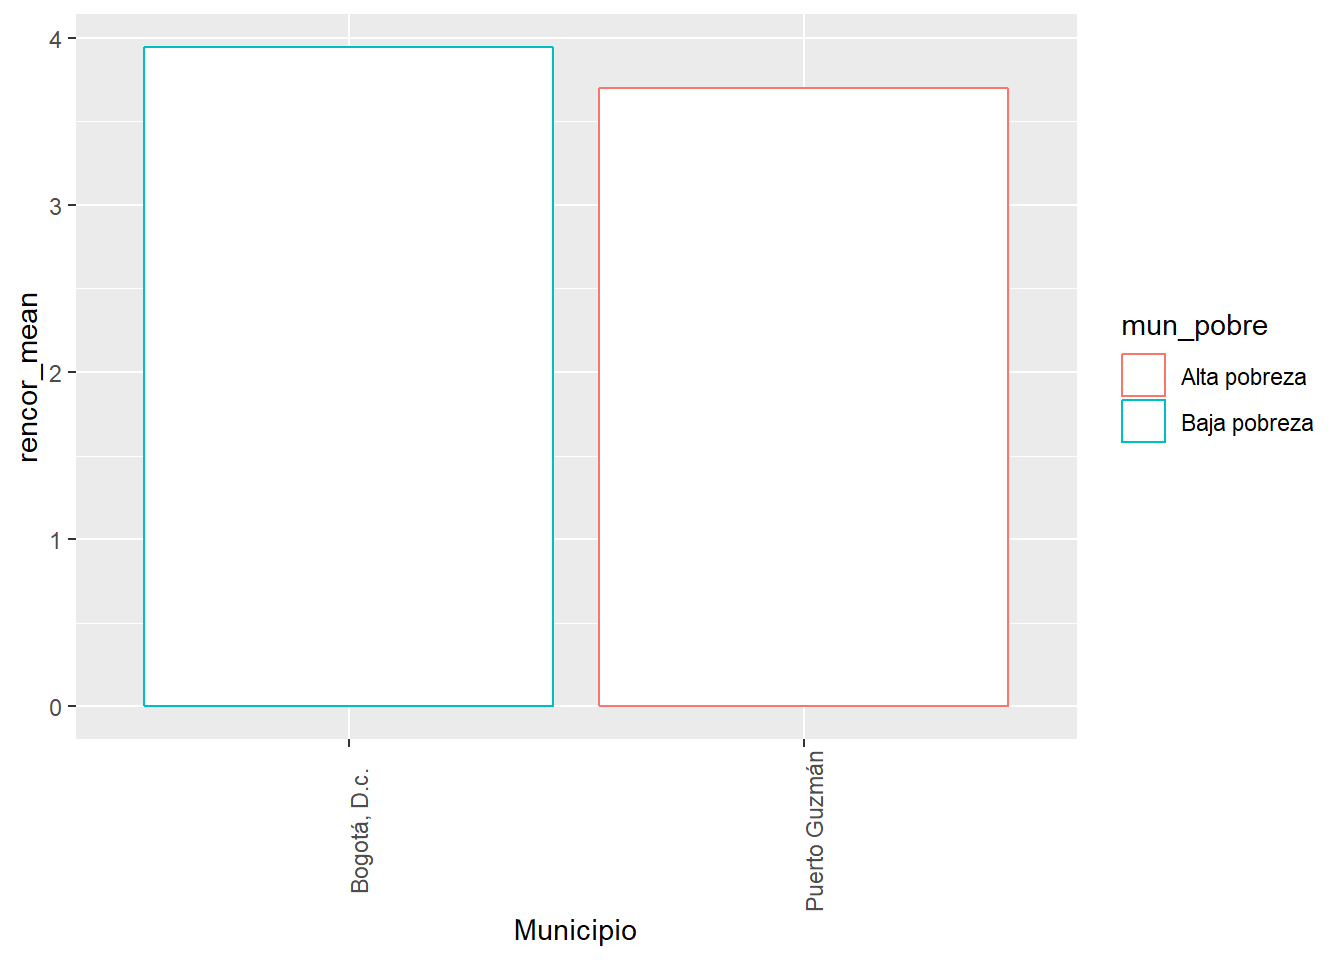 rencor_mean
4
3
2
1
0
Bogotá, D.c.
Puerto Guzmán
Municipio
mun_pobre
Alta pobreza
Baja pobreza